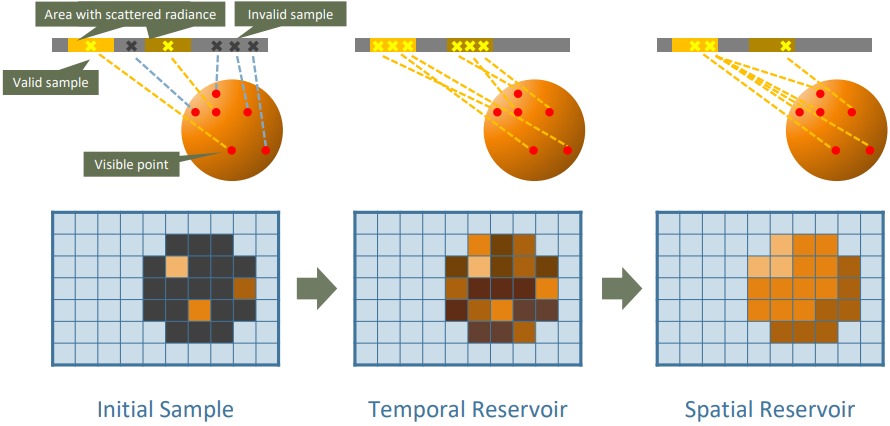 Area with scattered radiance
Invalid sample
Valid sample
Visible point
Initial Sample
Temporal Reservoir
Spatial Reservoir